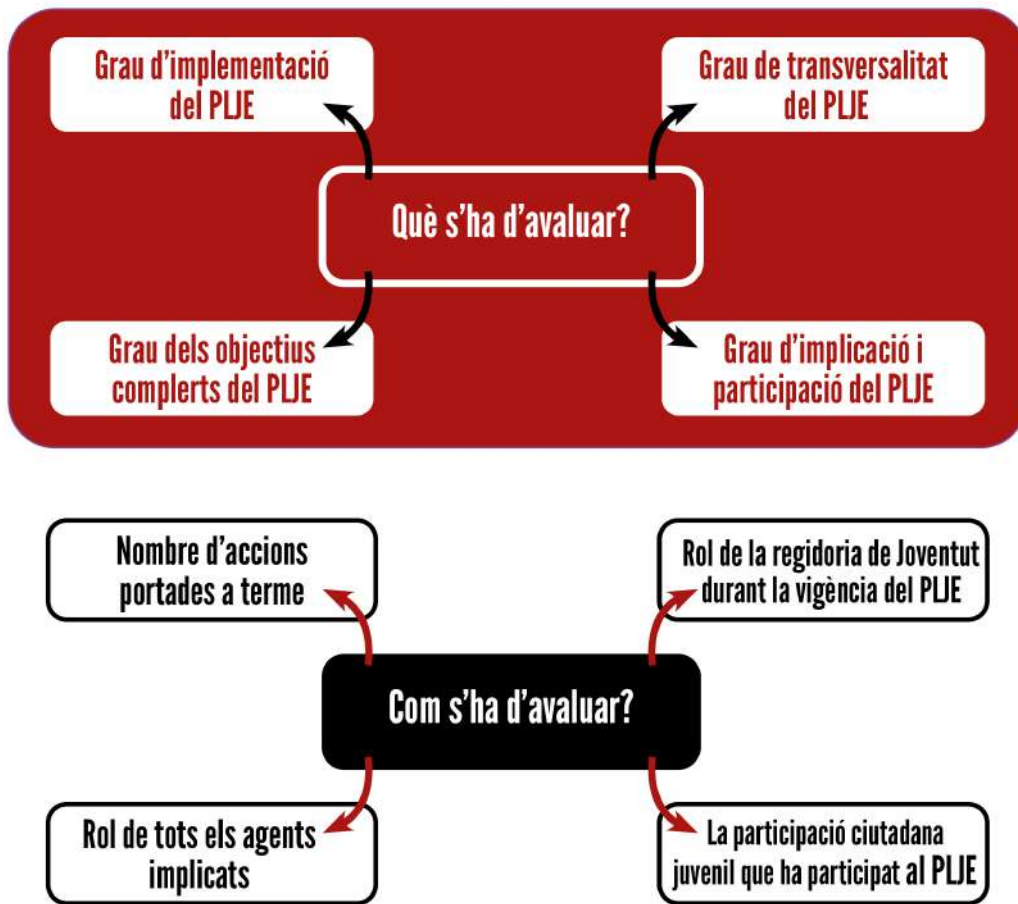 Grau d’implementació
del PLJE
Grau de transversalitat
del PLJE
Què s’ha d’avaluar?
Grau dels objectius
complerts del PLJE
Grau d’implicació i
participació del PLJE
Nombre d’accions
portades a terme
Rol de la regidoria de Joventut
durant la vigència del PLJE
Com s’ha d’avaluar?
Rol de tots els agents
implicats
La participació ciutadana
juvenil que ha participat al PLJE